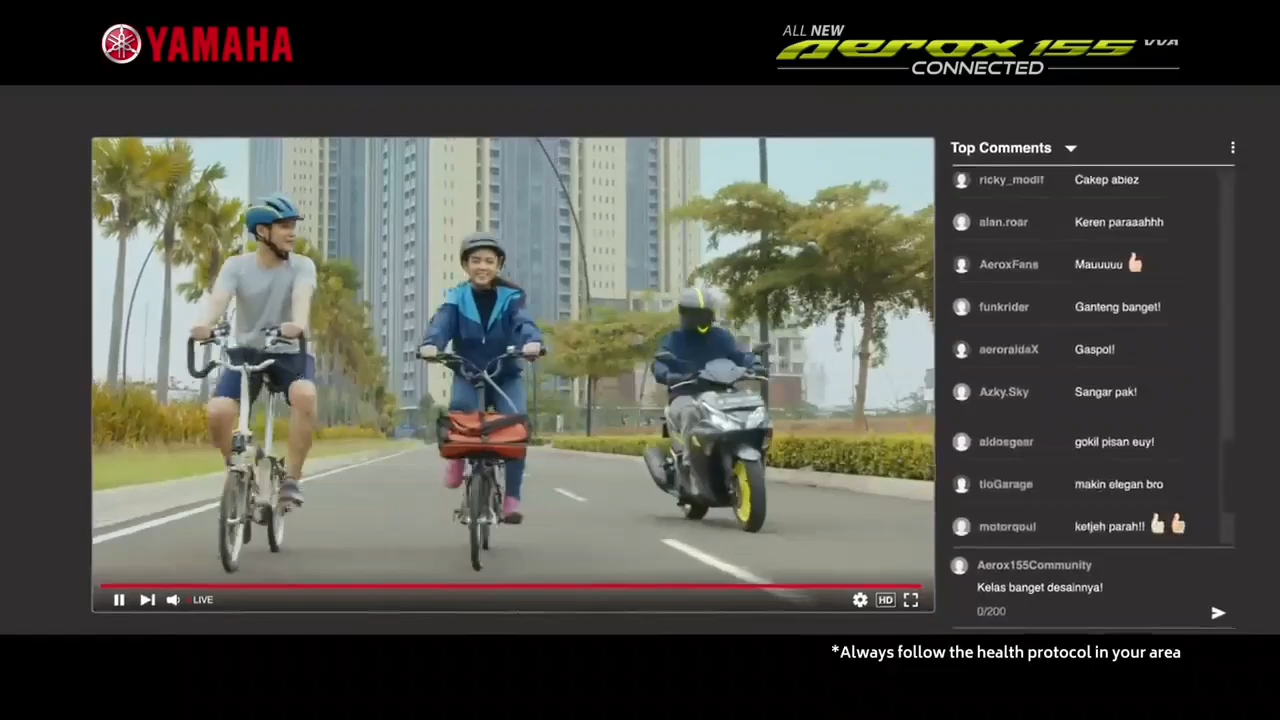 YAMAHA
ALL NEW
Aerox 155 VVA
CONNECTED
Top Comments
ricky_modif Cakep abiez
alan.roar Keren paraaahhh
AeroxFans Mauuuuu
funkrider Ganteng banget!
aeroraidaX Gaspol!
Azky.Sky Sangar pak!
aldosgear gokil pisan euy!
tioGarage makin elegan bro
motorgoul ketjeh parah!!
Aerox155Community
Kelas banget desainnya!
0/200
LIVE
HD
*Always follow the health protocol in your area